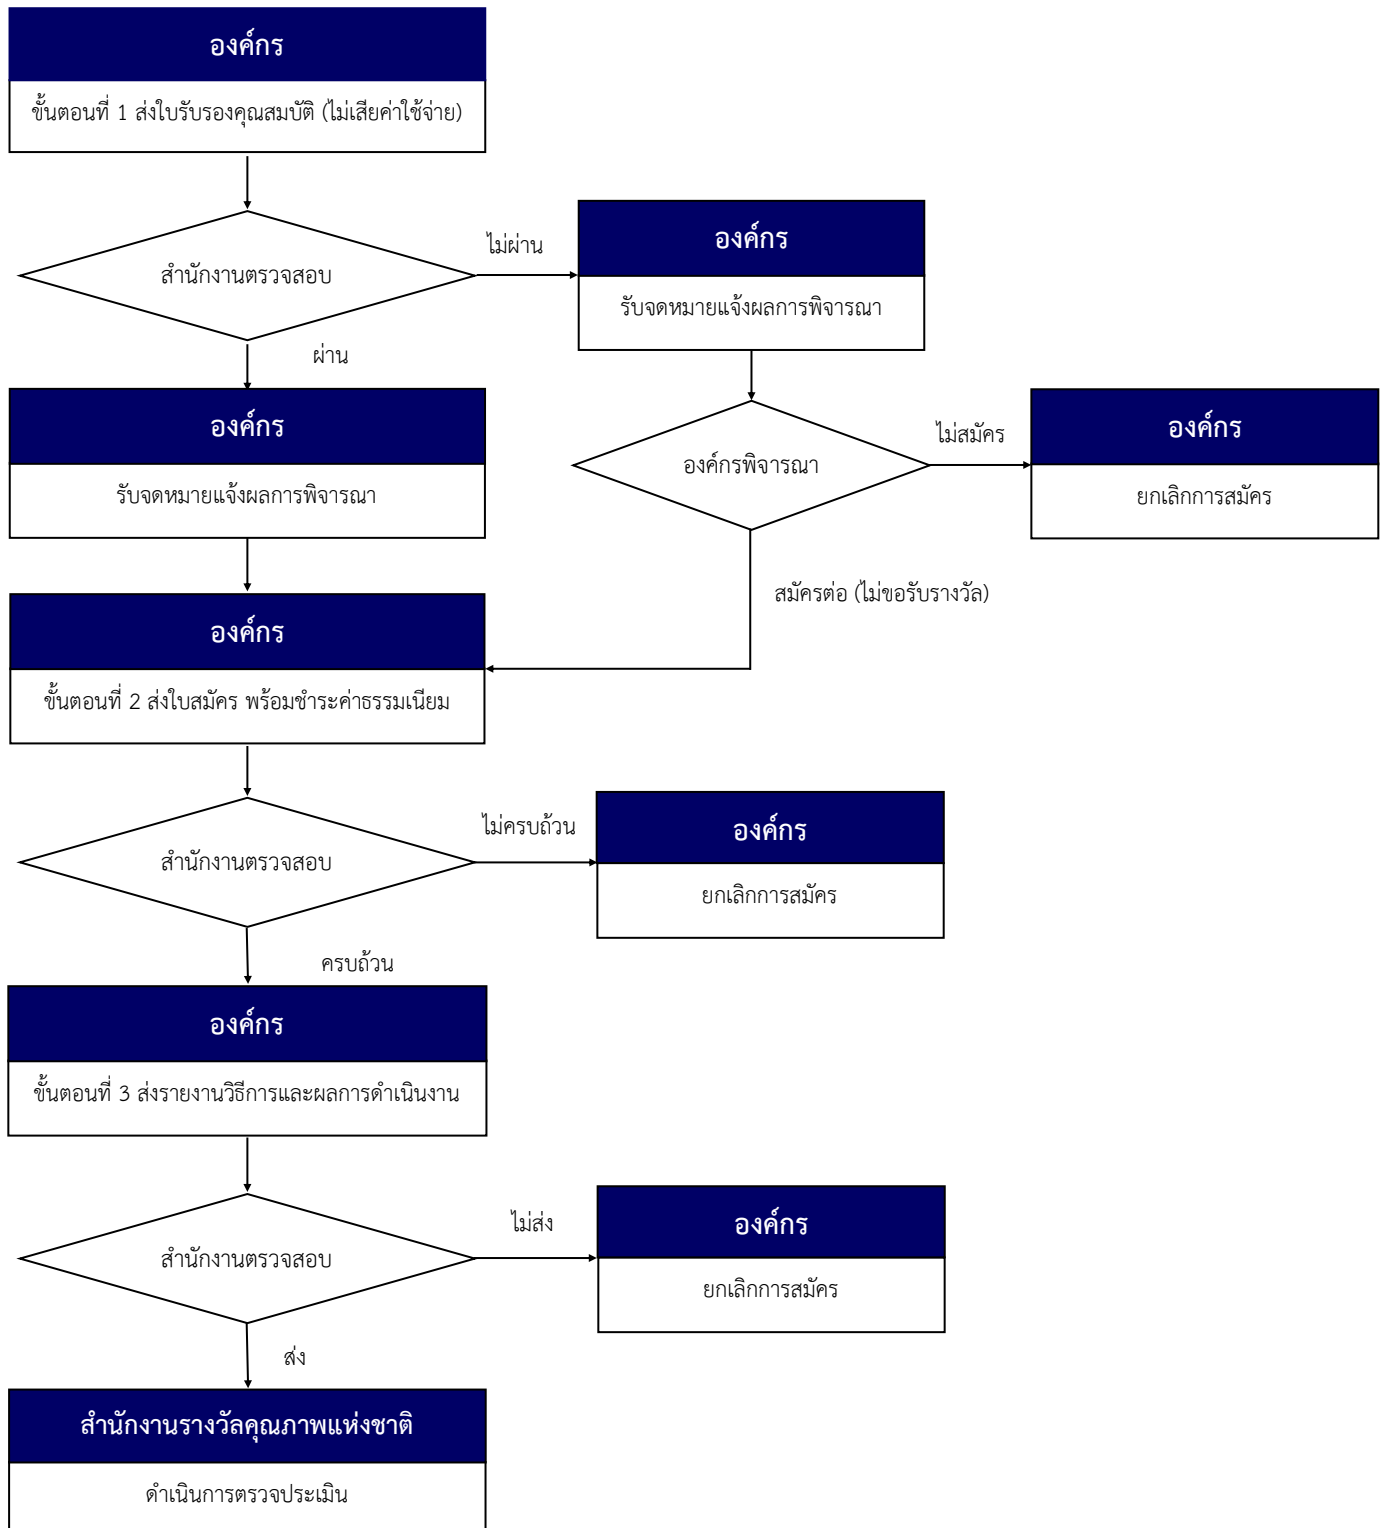 องค์กร
ขั้นตอนที่ 1 ส่งใบรับรองคุณสมบัติ (ไม่เสียค่าใช้จ่าย)
สำนักงานตรวจสอบ
ไม่ผ่าน
องค์กร
รับจดหมายแจ้งผลการพิจารณา
ผ่าน
องค์กร
รับจดหมายแจ้งผลการพิจารณา
องค์กรพิจารณา
ไม่สมัคร
องค์กร
ยกเลิกการสมัคร
สมัครต่อ (ไม่ขอรับรางวัล)
องค์กร
ขั้นตอนที่ 2 ส่งใบสมัคร พร้อมชำระค่าธรรมเนียม
สำนักงานตรวจสอบ
ไม่ครบถ้วน
องค์กร
ยกเลิกการสมัคร
ครบถ้วน
องค์กร
ขั้นตอนที่ 3 ส่งรายงานวิธีการและผลการดำเนินงาน
สำนักงานตรวจสอบ
ไม่ส่ง
องค์กร
ยกเลิกการสมัคร
ส่ง
สำนักงานรางวัลคุณภาพแห่งชาติ
ดำเนินการตรวจประเมิน